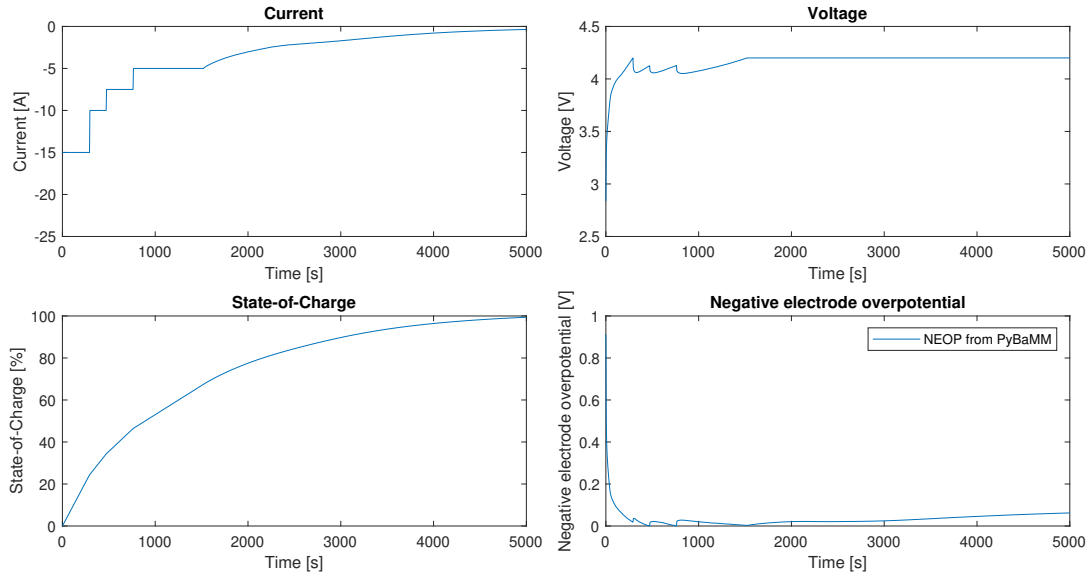 Current
Current [A]
0
-5
-10
-15
-20
-25
0 1000 2000 3000 4000 5000
Time [s]
Voltage
Voltage [V]
4.5
4
3.5
3
2.5
0 1000 2000 3000 4000 5000
Time [s]
State-of-Charge
State-of-Charge [%]
100
80
60
40
20
0
0 1000 2000 3000 4000 5000
Time [s]
Negative electrode overpotential
Negative electrode overpotential [V]
1
0.8
0.6
0.4
0.2
0
NEOP from PyBaMM
0 1000 2000 3000 4000 5000
Time [s]